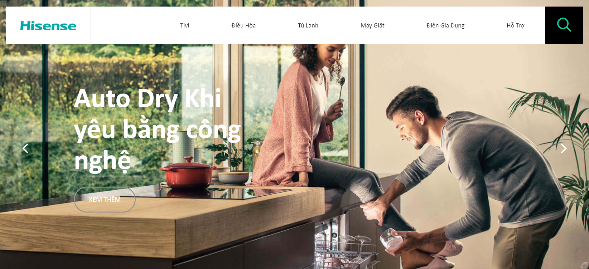 Hisense
Tivi
Điều Hòa
Tủ Lạnh
Máy Giặt
Điện Gia Dụng
Hỗ Trợ
Auto Dry Khi
yêu bằng công
nghệ
XEM THÊM